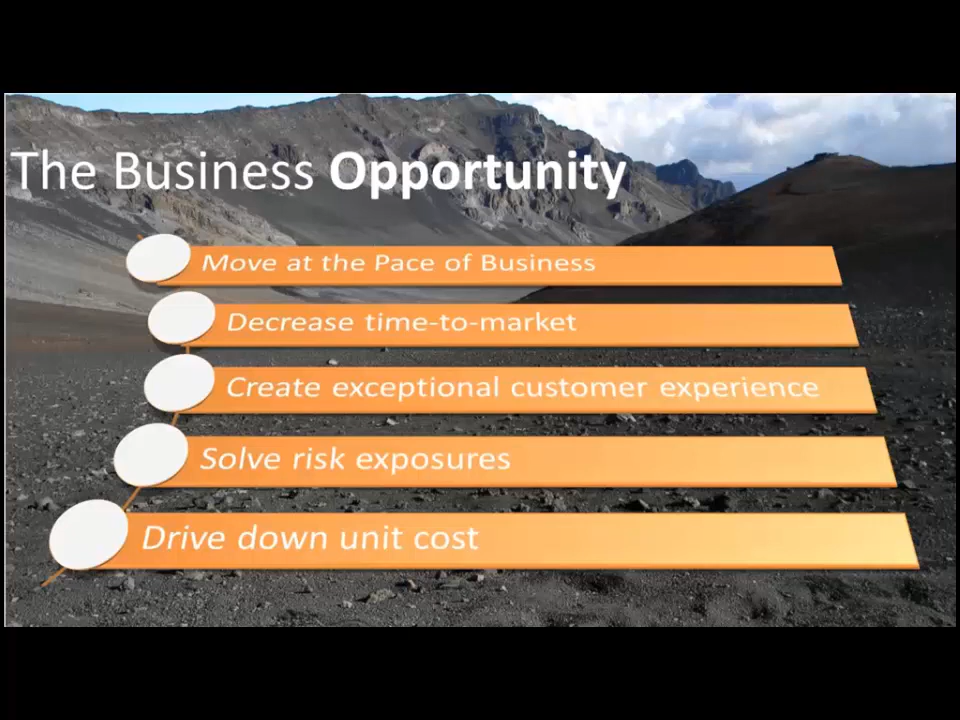 The Business Opportunity
Move at the Pace of Business
Decrease time-to-market
Create exceptional customer experience
Solve risk exposures
Drive down unit cost